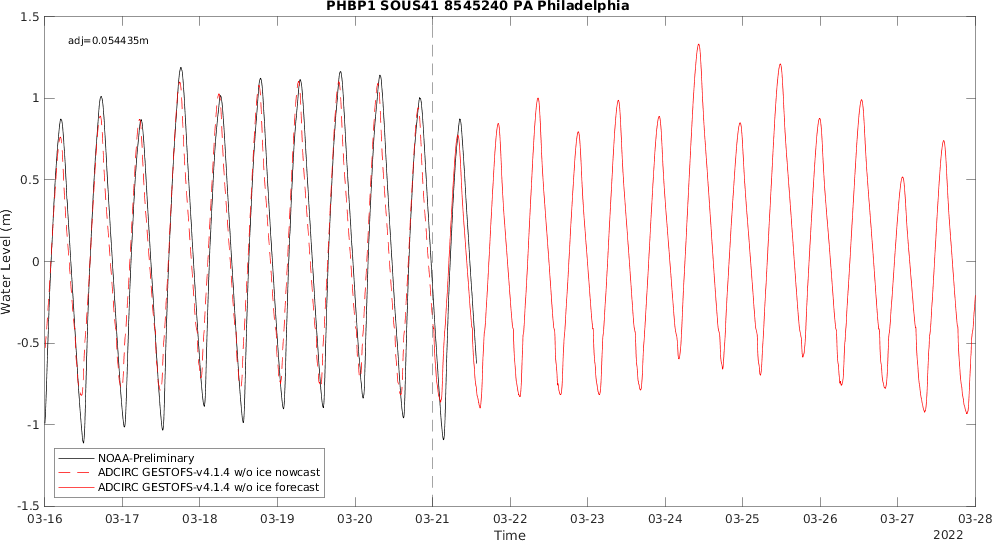 PHBP1 SOUS41 8545240 PA Philadelphia
adj=0.054435m
1.5
1
0.5
0
-0.5
-1
-1.5
Water Level (m)
NOAA-Preliminary
ADCIRC GESTOFS-v4.1.4 w/o ice nowcast
ADCIRC GESTOFS-v4.1.4 w/o ice forecast
03-16 03-17 03-18 03-19 03-20 03-21 03-22 03-23 03-24 03-25 03-26 03-27 03-28
Time
2022